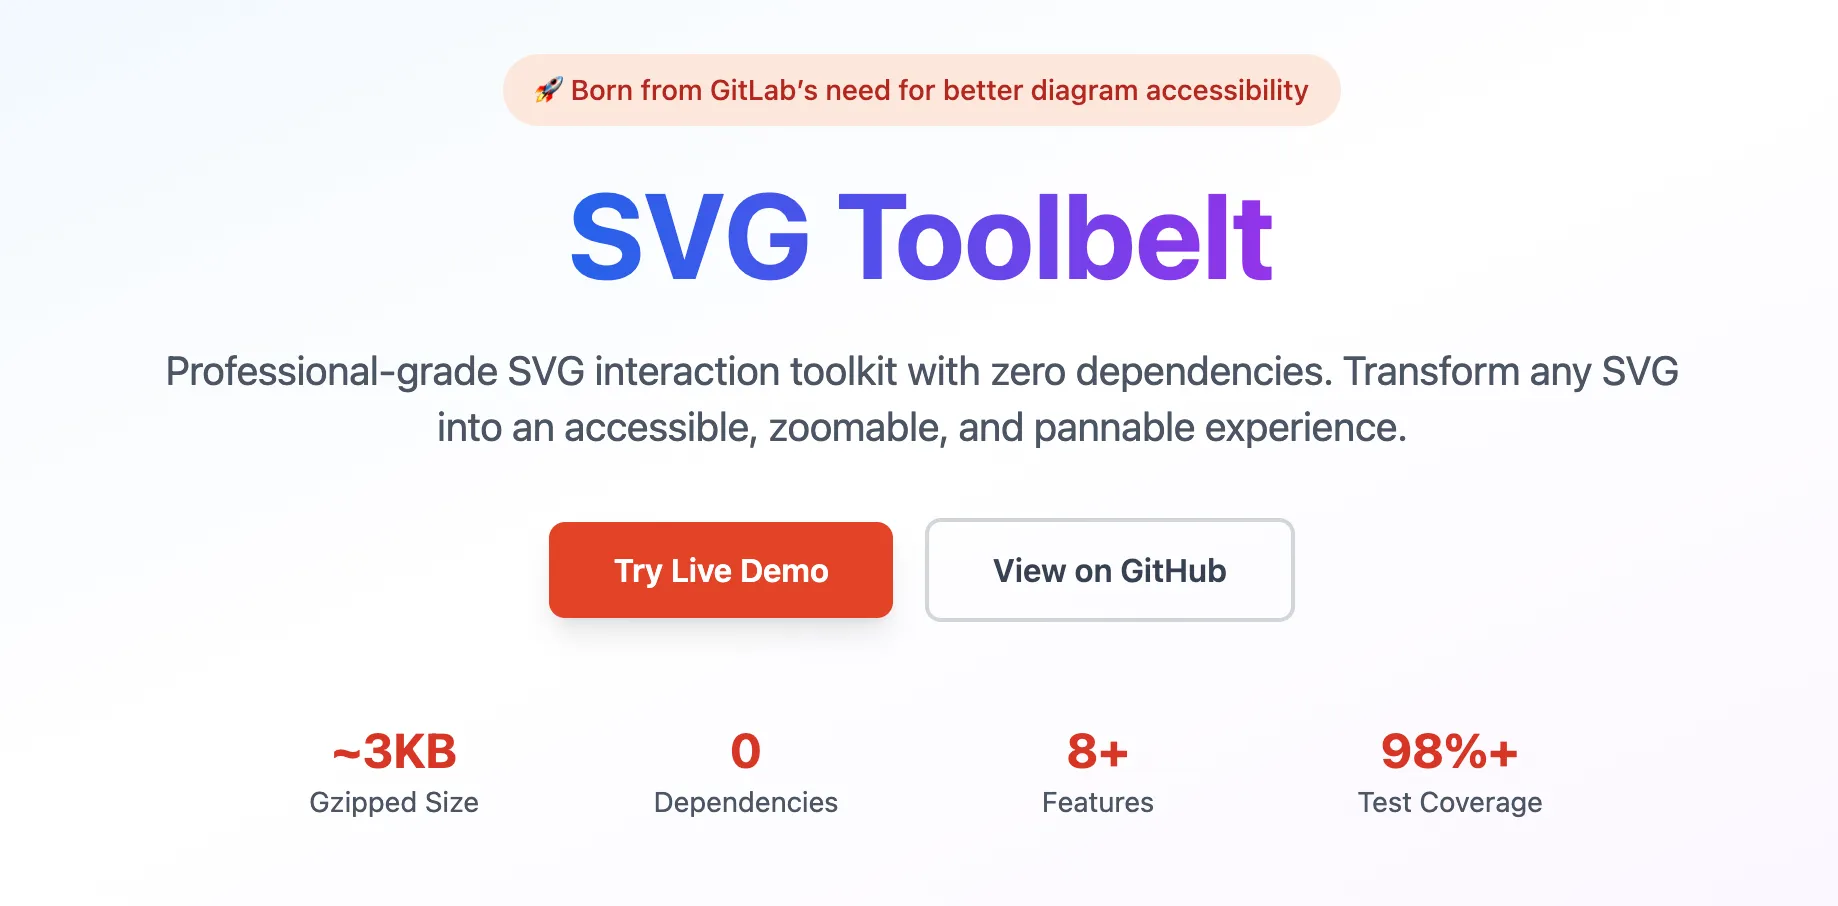 🚀 Born from GitLab’s need for better diagram accessibility
SVG Toolbelt
Professional-grade SVG interaction toolkit with zero dependencies. Transform any SVG
into an accessible, zoomable, and pannable experience.
Try Live Demo
View on GitHub
~3KB
Gzipped Size
0
Dependencies
8+
Features
98%+
Test Coverage